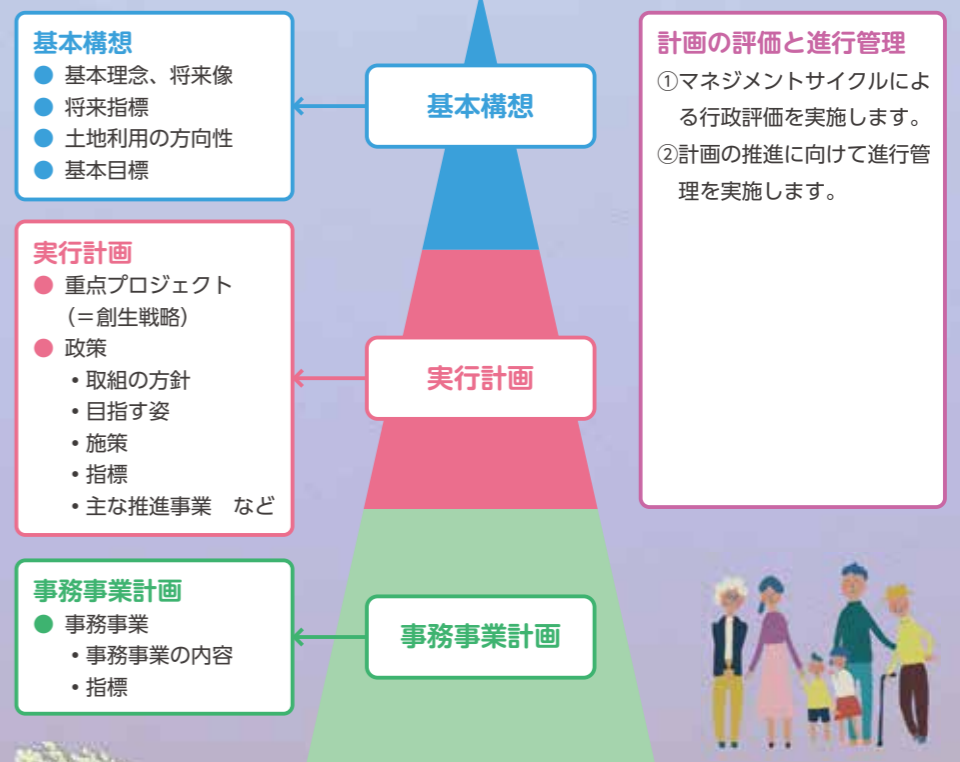 基本構想
● 基本理念、将来像
● 将来指標
● 土地利用の方向性
● 基本目標
実行計画
● 重点プロジェクト
（＝創生戦略）
● 政策
・取組の方針
・目指す姿
・施策
・指標
・主な推進事業　など
事務事業計画
● 事務事業
・事務事業の内容
・指標
基本構想
実行計画
事務事業計画
計画の評価と進行管理
①マネジメントサイクルによ
る行政評価を実施します。
②計画の推進に向けて進行管
理を実施します。